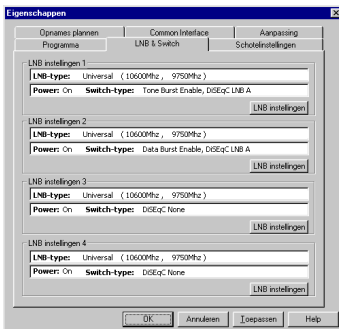 Eigenschappen
Opnames plannen Common Interface Aanpassing
Programma LNB & Switch Schotelinstellingen
LNB instellingen 1
LNB-type: Universal ( 10600Mhz , 9750Mhz )
Power: On Switch-type: Tone Burst Enable, DiSEqC LNB A
LNB instellingen
LNB instellingen 2
LNB-type: Universal ( 10600Mhz , 9750Mhz )
Power: On Switch-type: Data Burst Enable, DiSEqC LNB A
LNB instellingen
LNB instellingen 3
LNB-type: Universal ( 10600Mhz , 9750Mhz )
Power: On Switch-type: DiSEqC None
LNB instellingen
LNB instellingen 4
LNB-type: Universal ( 10600Mhz , 9750Mhz )
Power: On Switch-type: DiSEqC None
LNB instellingen
OK Annuleren Toepassen Help